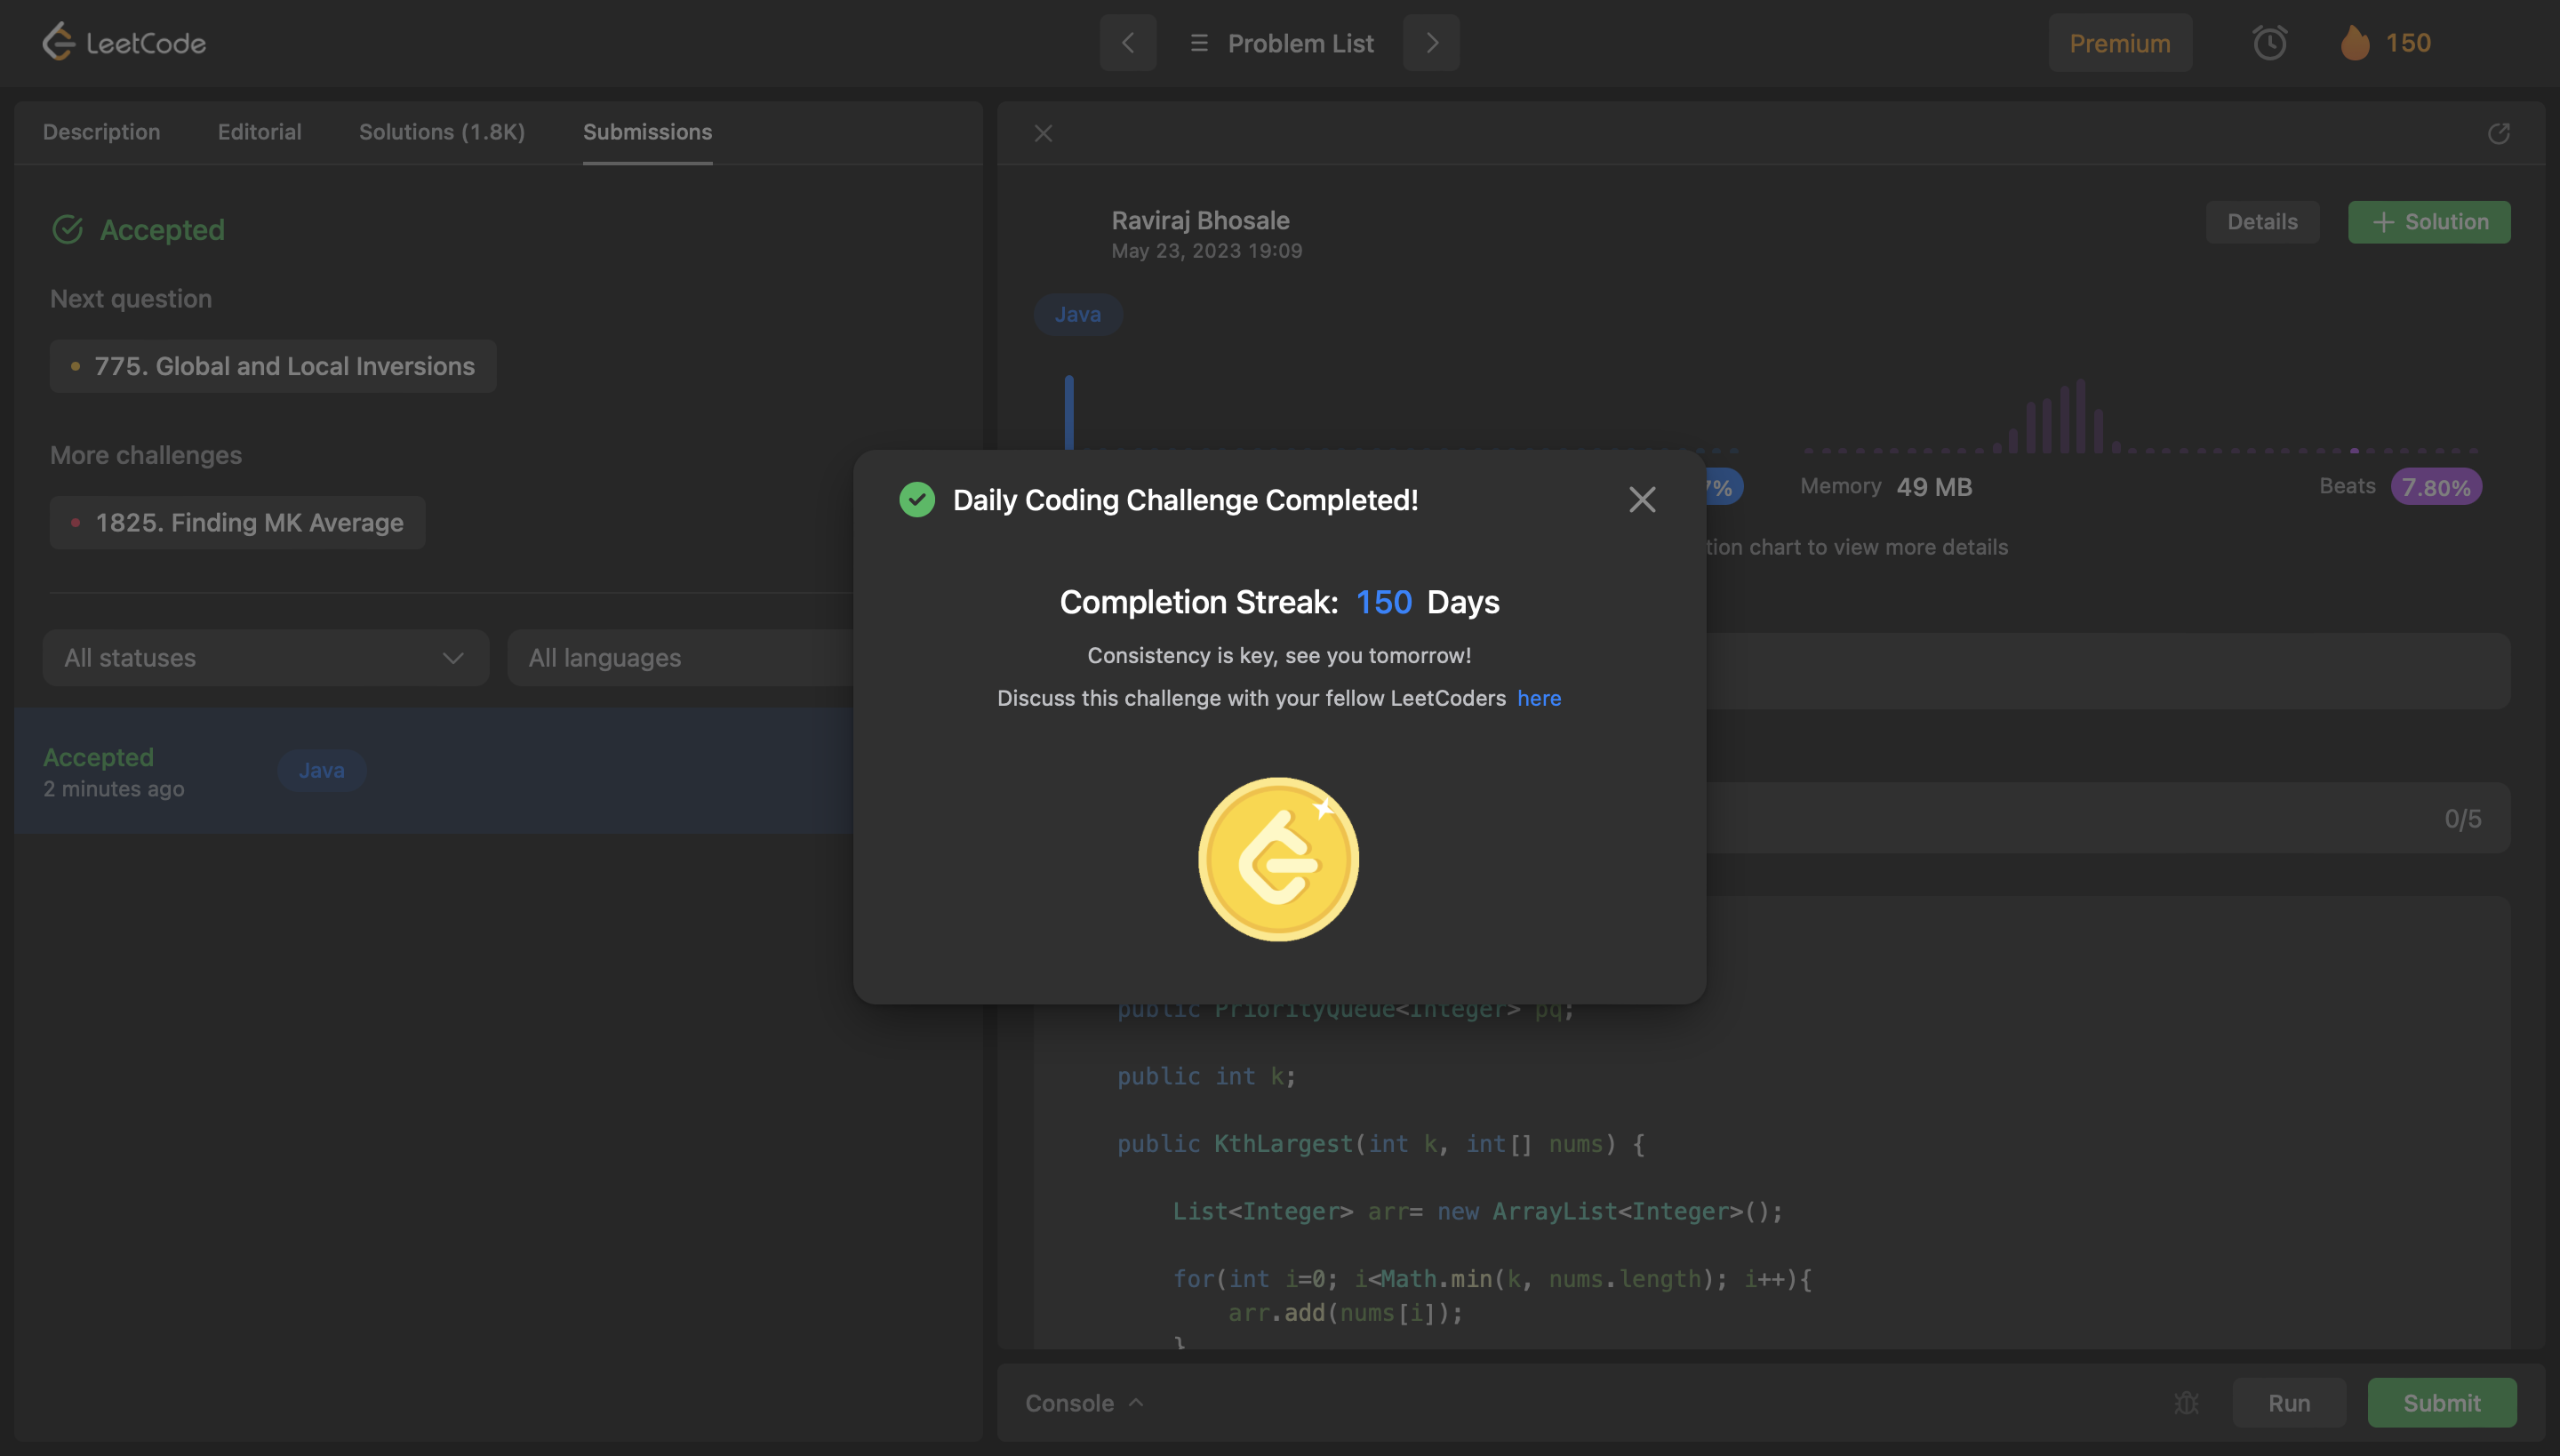 LeetCode
Problem List
Premium
150
Description Editorial Solutions (1.8K) Submissions
Accepted
Next question
775. Global and Local Inversions
More challenges
1825. Finding MK Average
All statuses
All languages
Accepted
2 minutes ago
Java
Raviraj Bhosale
May 23, 2023 19:09
Details
Solution
Java
7%
Memory 49 MB
Beats 7.80%
tion chart to view more details
0/5
Daily Coding Challenge Completed!
Completion Streak: 150 Days
Consistency is key, see you tomorrow!
Discuss this challenge with your fellow LeetCoders here
public PriorityQueue<Integer> pq;
public int k;
public KthLargest(int k, int[] nums) {
List<Integer> arr= new ArrayList<Integer>();
for(int i=0; i<Math.min(k, nums.length); i++){
arr.add(nums[i]);
}
Console
Run
Submit